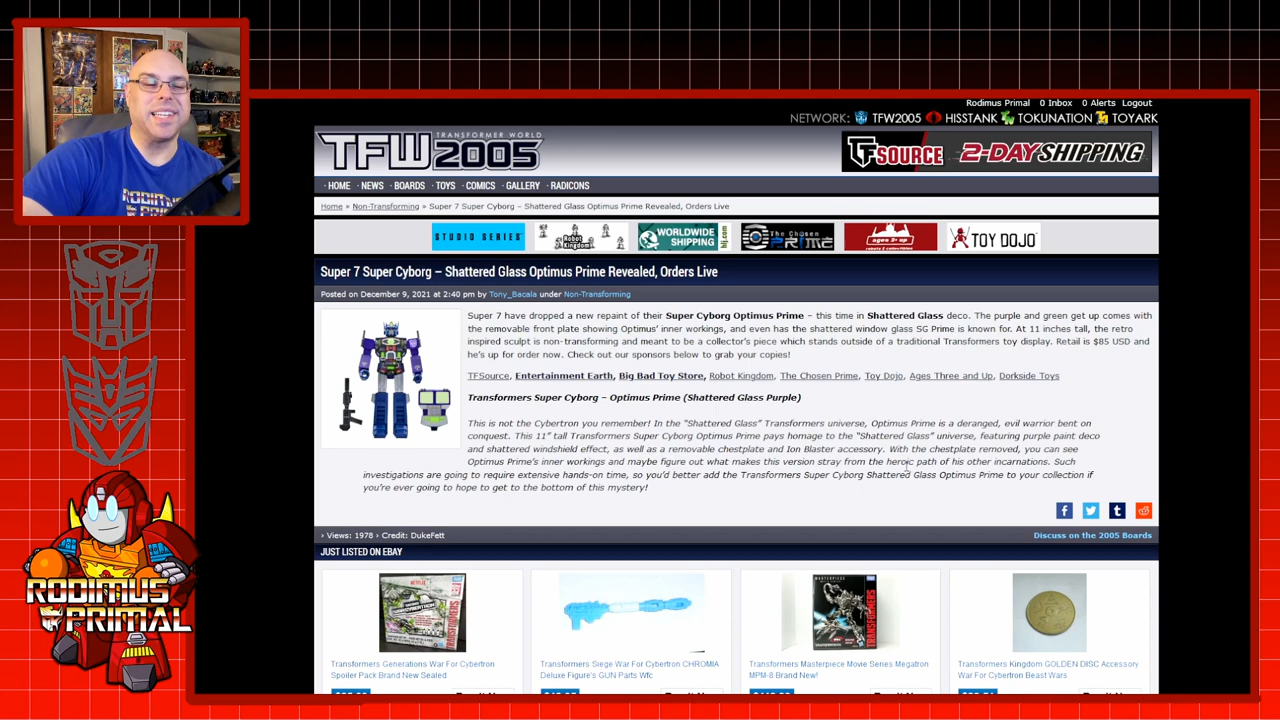 Rodimus Primal 0 Inbox 0 Alerts Logout
NETWORK: TFW2005 HISSTANK TOKUNATION TOYARK
TRANSFORMER WORLD
TFW2005
TFSOURCE 2-DAY SHIPPING
· HOME · NEWS · BOARDS · TOYS · COMICS · GALLERY · RADICONS
Home » Non-Transforming » Super 7 Super Cyborg – Shattered Glass Optimus Prime Revealed, Orders Live
STUDIO SERIES Robot Kingdom WORLDWIDE SHIPPING The Chosen PRIME ages 3+ up TOY DOJO
Super 7 Super Cyborg – Shattered Glass Optimus Prime Revealed, Orders Live
Posted on December 9, 2021 at 2:40 pm by Tony_Bacala under Non-Transforming
Super 7 have dropped a new repaint of their Super Cyborg Optimus Prime – this time in Shattered Glass deco. The purple and green get up comes with
the removable front plate showing Optimus' inner workings, and even has the shattered window glass SG Prime is known for. At 11 inches tall, the retro
inspired sculpt is non-transforming and meant to be a collector's piece which stands outside of a traditional Transformers toy display. Retail is $85 USD and
he's up for order now. Check out our sponsors below to grab your copies!
TFSource, Entertainment Earth, Big Bad Toy Store, Robot Kingdom, The Chosen Prime, Toy Dojo, Ages Three and Up, Dorkside Toys
Transformers Super Cyborg – Optimus Prime (Shattered Glass Purple)
This is not the Cybertron you remember! In the "Shattered Glass" Transformers universe, Optimus Prime is a deranged, evil warrior bent on
conquest. This 11" tall Transformers Super Cyborg Optimus Prime pays homage to the "Shattered Glass" universe, featuring purple paint deco
and shattered windshield effect, as well as a removable chestplate and Ion Blaster accessory. With the chestplate removed, you can see
Optimus Prime's inner workings and maybe figure out what makes this version stray from the heroic path of his other incarnations. Such
investigations are going to require extensive hands-on time, so you'd better add the Transformers Super Cyborg Shattered Glass Optimus Prime to your collection if
you're ever going to hope to get to the bottom of this mystery!
› Views: 1978 › Credit: DukeFett
Discuss on the 2005 Boards
JUST LISTED ON EBAY
Transformers Generations War For Cybertron
Spoiler Pack Brand New Sealed
Transformers Siege War For Cybertron CHROMIA
Deluxe Figure's GUN Parts Wfc
Transformers Masterpiece Movie Series Megatron
MPM-8 Brand New!
Transformers Kingdom GOLDEN DISC Accessory
War For Cybertron Beast Wars
RODIMUS
PRIMAL
RODIMUS
PRIMAL